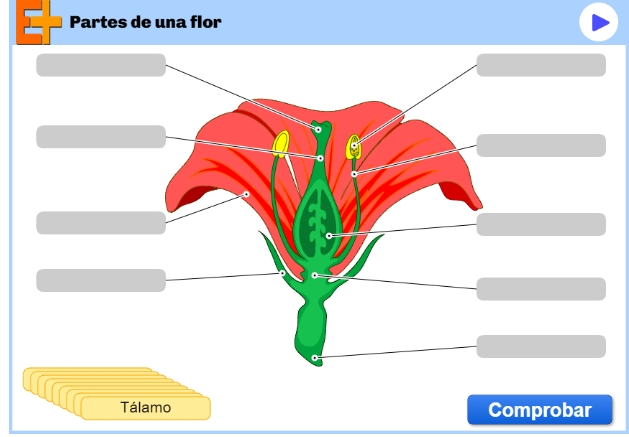 E+ Partes de una flor
Tálamo
Comprobar